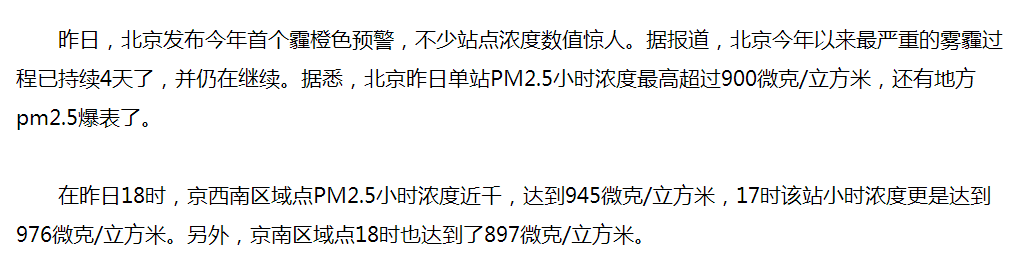 昨日，北京发布今年首个霾橙色预警，不少站点浓度数值惊人。据报道，北京今年以来最严重的雾霾过
程已持续4天了，并仍在继续。据悉，北京昨日单站PM2.5小时浓度最高超过900微克/立方米，还有地方
pm2.5爆表了。
在昨日18时，京西南区域点PM2.5小时浓度近千，达到945微克/立方米，17时该站小时浓度更是达到
976微克/立方米。另外，京南区域点18时也达到了897微克/立方米。